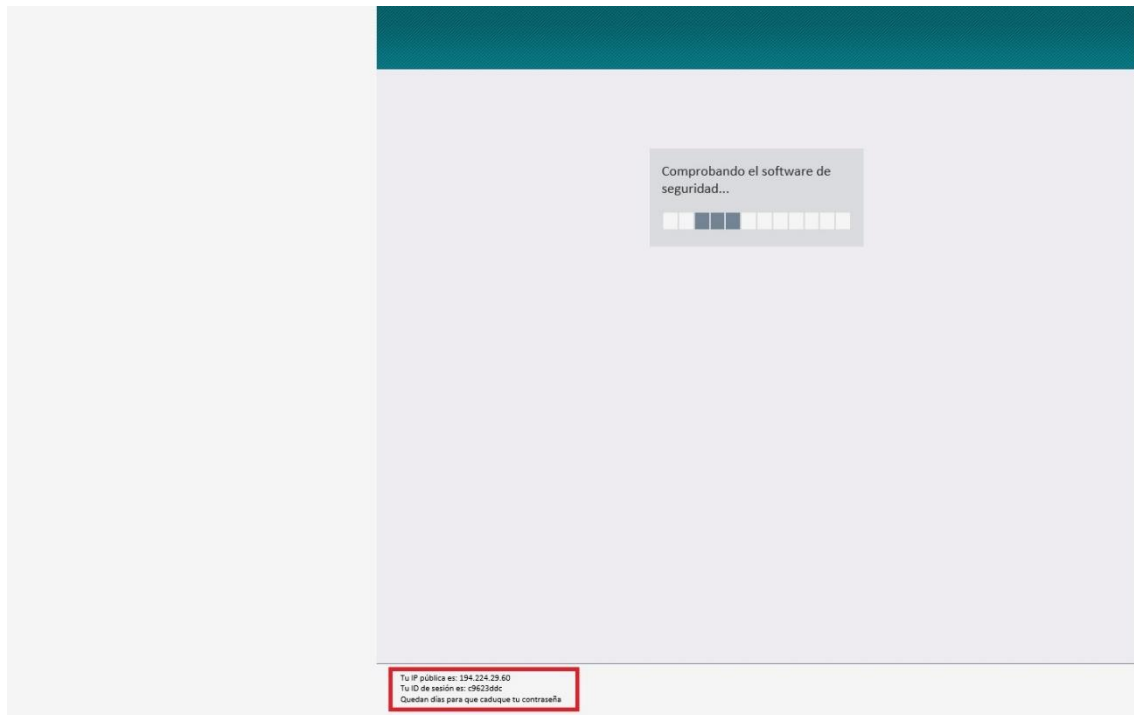 Comprobando el software de
seguridad...
Tu IP pública es: 194.224.29.60
Tu ID de sesión es: c9623ddc
Quedan días para que caduque tu contraseña